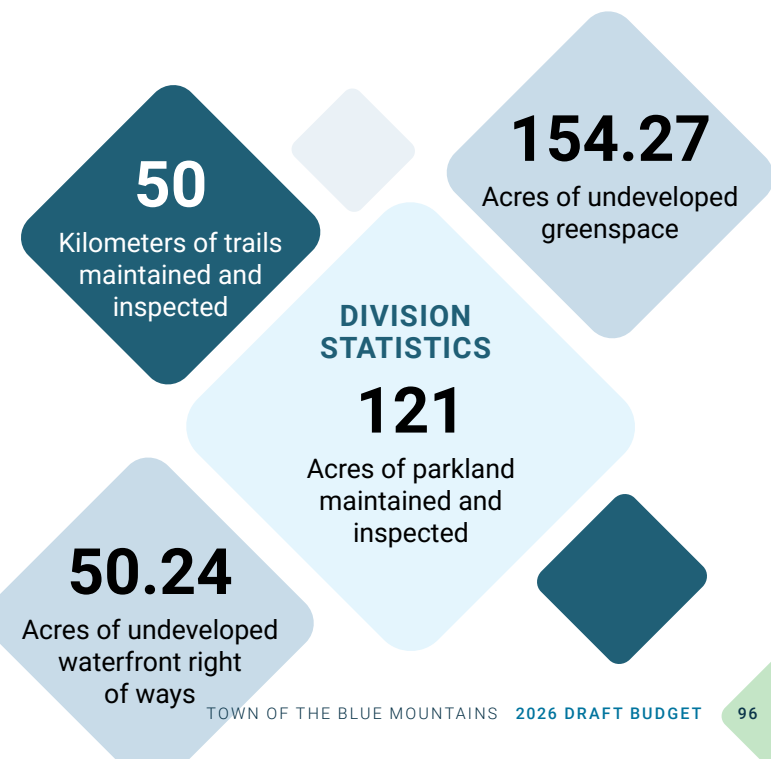 154.27
Acres of undeveloped
greenspace
50
Kilometers of trails
maintained and
inspected
DIVISION
STATISTICS
121
Acres of parkland
maintained and
inspected
50.24
Acres of undeveloped
waterfront right
of ways
TOWN OF THE BLUE MOUNTAINS 2026 DRAFT BUDGET 96